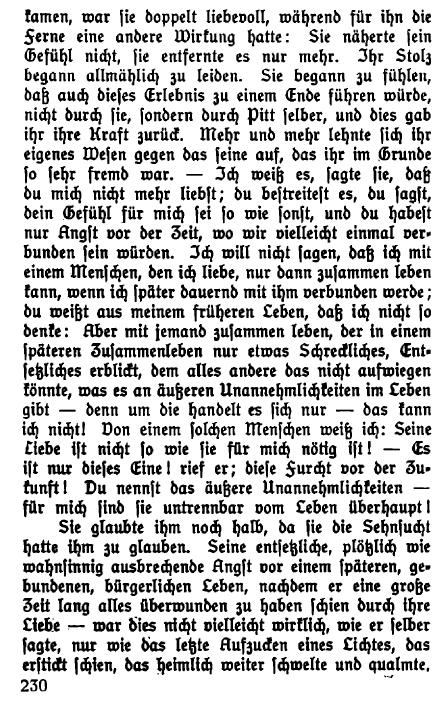 kamen, war sie doppelt liebevoll, während für ihn die
Ferne eine andere Wirkung hatte: Sie näherte sein
Gefühl nicht, sie entfernte es nur mehr. Ihr Stolz
begann allmählich zu leiden. Sie begann zu fühlen,
daß auch dieses Erlebnis zu einem Ende führen würde,
nicht durch sie, sondern durch Pitt selber, und dies gab
ihr ihre Kraft zurück. Mehr und mehr lehnte sich ihr
eigenes Wesen gegen das seine auf, das ihr im Grunde
so sehr fremd war. — Ich weiß es, sagte sie, daß
du mich nicht mehr liebst; du bestreitest es, du sagst,
dein Gefühl für mich sei so wie sonst, und du habest
nur Angst vor der Zeit, wo wir vielleicht einmal ver-
bunden sein würden. Ich will nicht sagen, daß ich mit
einem Menschen, den ich liebe, nur dann zusammen leben
kann, wenn ich später dauernd mit ihm verbunden werde;
du weißt aus meinem früheren Leben, daß ich nicht so
denke: Aber mit jemand zusammen leben, der in einem
späteren Zusammenleben nur etwas Schreckliches, Ent-
setzliches erblickt, dem alles andere das nicht aufwiegen
könnte, was es an äußeren Unannehmlichkeiten im Leben
gibt — denn um die handelt es sich nur — das kann
ich nicht! Von einem solchen Menschen weiß ich: Seine
Liebe ist nicht so wie sie für mich nötig ist! — Es
ist nur dieses Eine! rief er; diese Furcht vor der Zu-
kunft! Du nennst das äußere Unannehmlichkeiten —
für mich sind sie untrennbar vom Leben überhaupt!
Sie glaubte ihm noch halb, da sie die Sehnsucht
hatte ihm zu glauben. Seine entsetzliche, plötzlich wie
wahnsinnig ausbrechende Angst vor einem späteren, ge-
bundenen, bürgerlichen Leben, nachdem er eine große
Zeit lang alles überwunden zu haben schien durch ihre
Liebe — war dies nicht vielleicht wirklich, wie er selber
sagte, nur wie das letzte Aufzucken eines Lichtes, das
erstickt schien, das heimlich weiter schwelte und qualmte,
230